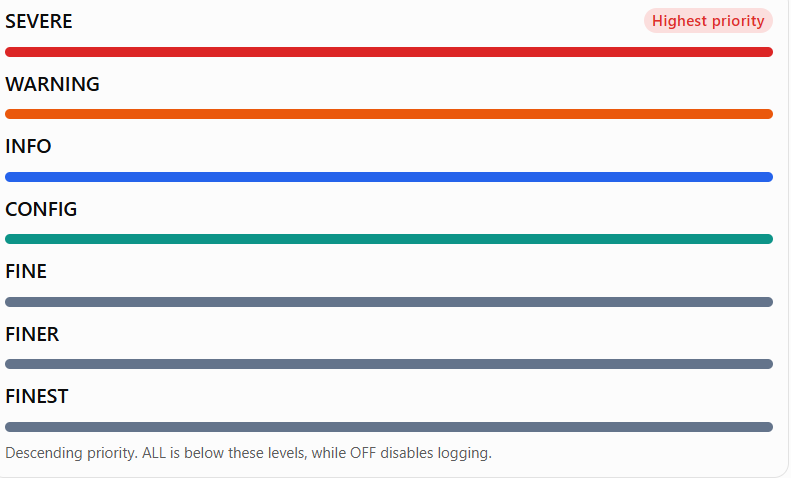 SEVERE
Highest priority
WARNING
INFO
CONFIG
FINE
FINER
FINEST
Descending priority. ALL is below these levels, while OFF disables logging.